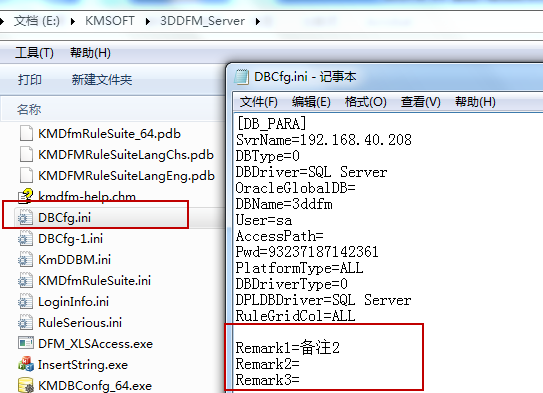 文档 (E:) ▸ KMSOFT ▸ 3DDFM_Server ▸
工具(T) 帮助(H)
打印 新建文件夹
名称
KMDfmRuleSuite_64.pdb
KMDFMRuleSuiteLangChs.pdb
KMDFMRuleSuiteLangEng.pdb
kmdfm-help.chm
DBCfg.ini
DBCfg-1.ini
KmDDBM.ini
KMDfmRuleSuite.ini
LoginInfo.ini
RuleSerious.ini
DFM_XLSAccess.exe
InsertString.exe
KMDBConfg_64.exe
DBCfg.ini - 记事本
文件(F) 编辑(E) 格式(O) 查看(V) 帮助(H)
[DB_PARA]
SvrName=192.168.40.208
DBType=0
DBDriver=SQL Server
OracleGlobalDB=
DBName=3ddfm
User=sa
AccessPath=
Pwd=93237187142361
PlatformType=ALL
DBDriverType=0
DPLDBDriver=SQL Server
RuleGridCol=ALL
Remark1=备注2
Remark2=
Remark3=